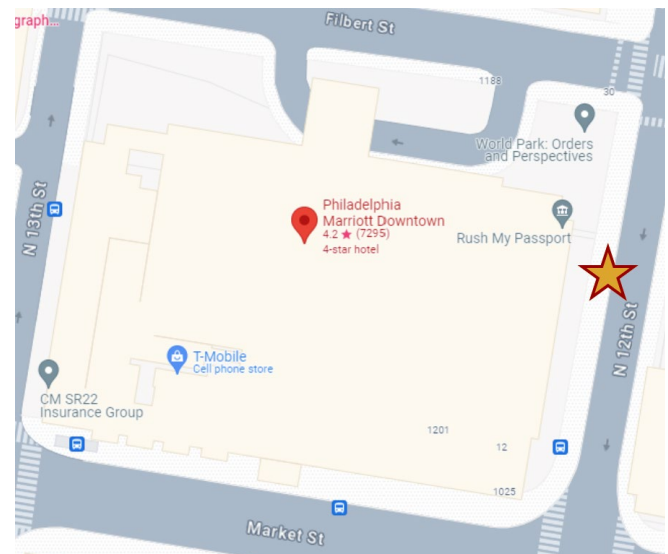 graph...
Filbert St
1188
30
World Park: Orders
and Perspectives
N 13th St
Philadelphia
Marriott Downtown
4.2 ★ (7295)
4-star hotel
Rush My Passport
N 12th St
T-Mobile
Cell phone store
CM SR22
Insurance Group
1201
12
1025
Market St